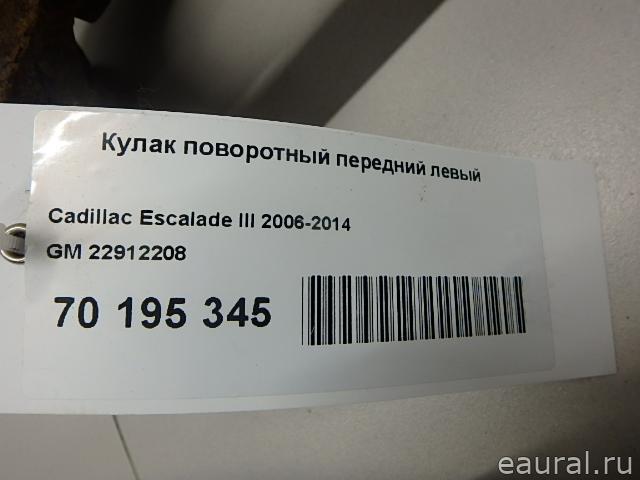 Кулак поворотный передний левый
Cadillac Escalade III 2006-2014
GM 22912208
70 195 345
eaural.ru